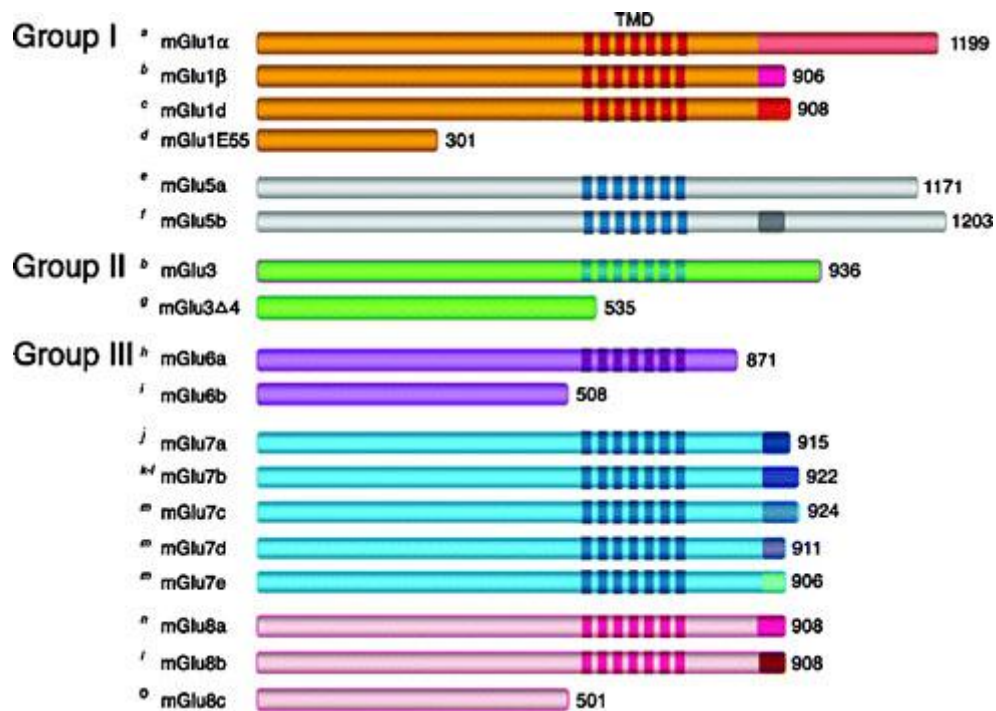 TMD
Group I a mGlu1α 1199
b mGlu1β 906
c mGlu1d 908
d mGlu1E55 301
e mGlu5a 1171
f mGlu5b 1203
Group II b mGlu3 936
g mGlu3Δ4 535
Group III h mGlu6a 871
i mGlu6b 508
j mGlu7a 915
k-l mGlu7b 922
m mGlu7c 924
m mGlu7d 911
m mGlu7e 906
n mGlu8a 908
mGlu8b 908
o mGlu8c 501